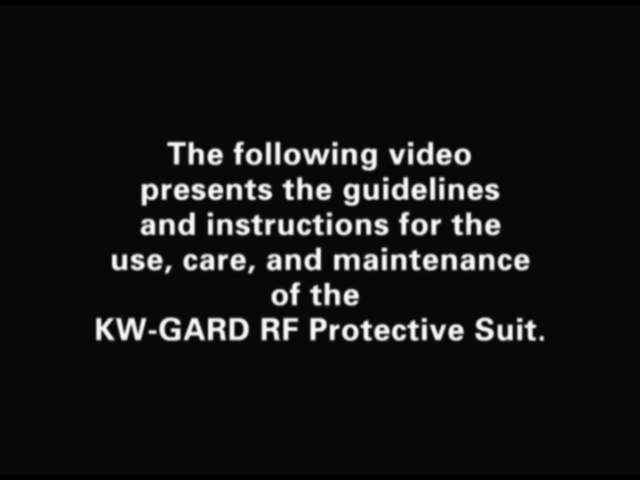 The following video
presents the guidelines
and instructions for the
use, care, and maintenance
of the
KW-GARD RF Protective Suit.